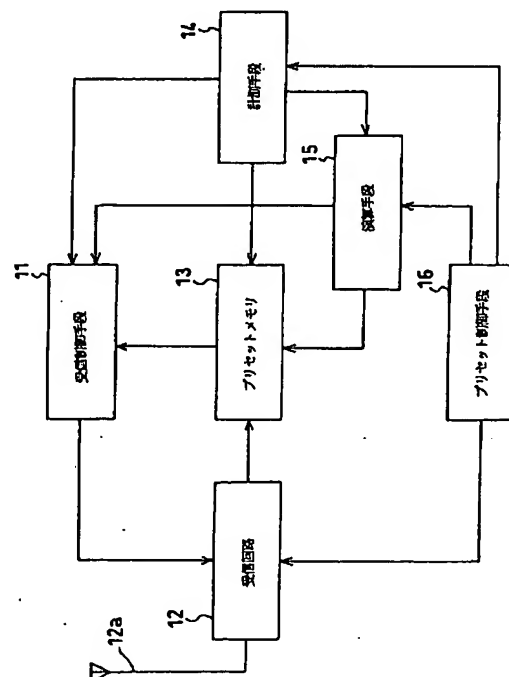 14
計御手段
15
演算手段
11
受信制御手段
13
プリセットメモリ
16
プリセット制御手段
受信回路
12
12a